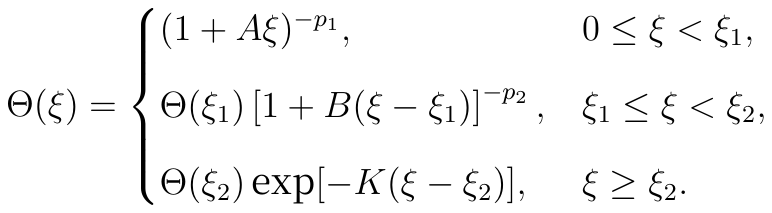 (1 + Aξ)^{-p_1}, 0 ≤ ξ < ξ_1,
Θ(ξ) = { Θ(ξ_1) [1 + B(ξ − ξ_1)]^{-p_2} , ξ_1 ≤ ξ < ξ_2,
Θ(ξ_2) exp[−K(ξ − ξ_2)], ξ ≥ ξ_2.